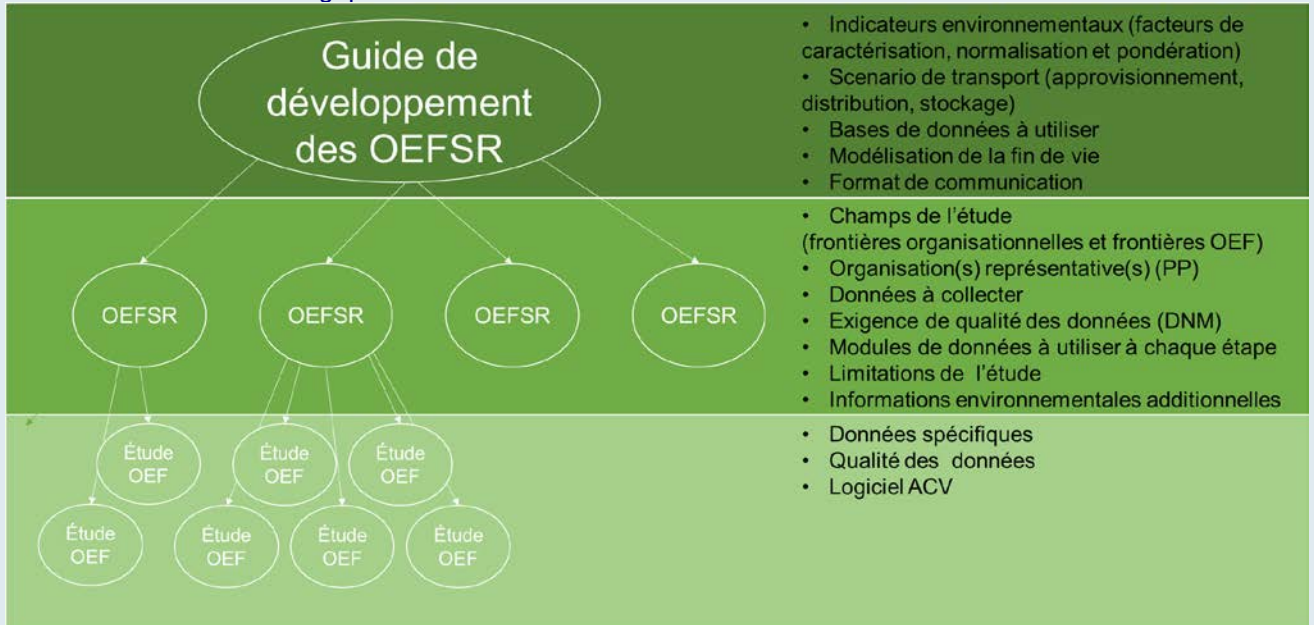 Guide de
développement
des OEFSR
• Indicateurs environnementaux (facteurs de
caractérisation, normalisation et pondération)
• Scenario de transport (approvisionnement,
distribution, stockage)
• Bases de données à utiliser
• Modélisation de la fin de vie
• Format de communication
OEFSR
OEFSR
OEFSR
OEFSR
• Champs de l'étude
(frontières organisationnelles et frontières OEF)
• Organisation(s) représentative(s) (PP)
• Données à collecter
• Exigence de qualité des données (DNM)
• Modules de données à utiliser à chaque étape
• Limitations de l'étude
• Informations environnementales additionnelles
Étude
OEF
Étude
OEF
Étude
OEF
Étude
OEF
Étude
OEF
Étude
OEF
Étude
OEF
• Données spécifiques
• Qualité des données
• Logiciel ACV